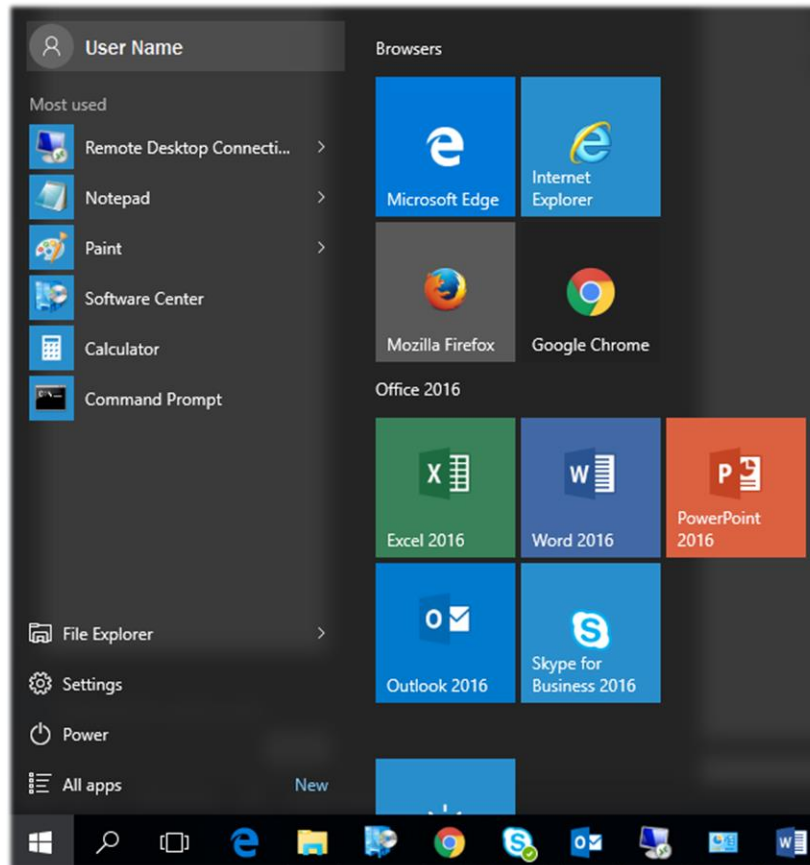 User Name
Most used
Remote Desktop Connecti...
Notepad
Paint
Software Center
Calculator
Command Prompt
File Explorer
Settings
Power
All apps
New
Browsers
Microsoft Edge
Internet
Explorer
Mozilla Firefox
Google Chrome
Office 2016
Excel 2016
Word 2016
PowerPoint
2016
Outlook 2016
Skype for
Business 2016